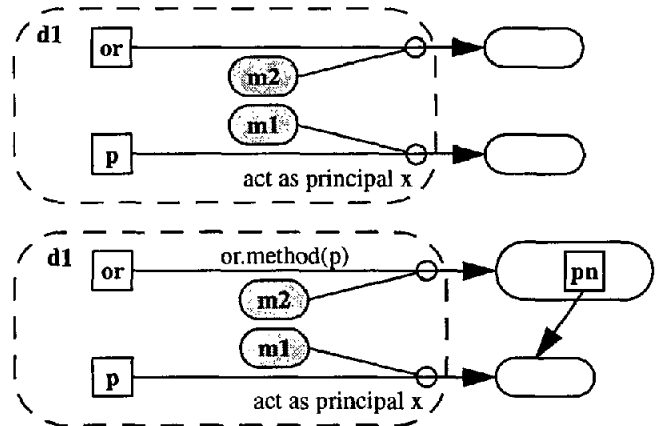 d1
or
m2
m1
p
act as principal x
d1
or
or.method(p)
pn
m2
m1
p
act as principal x